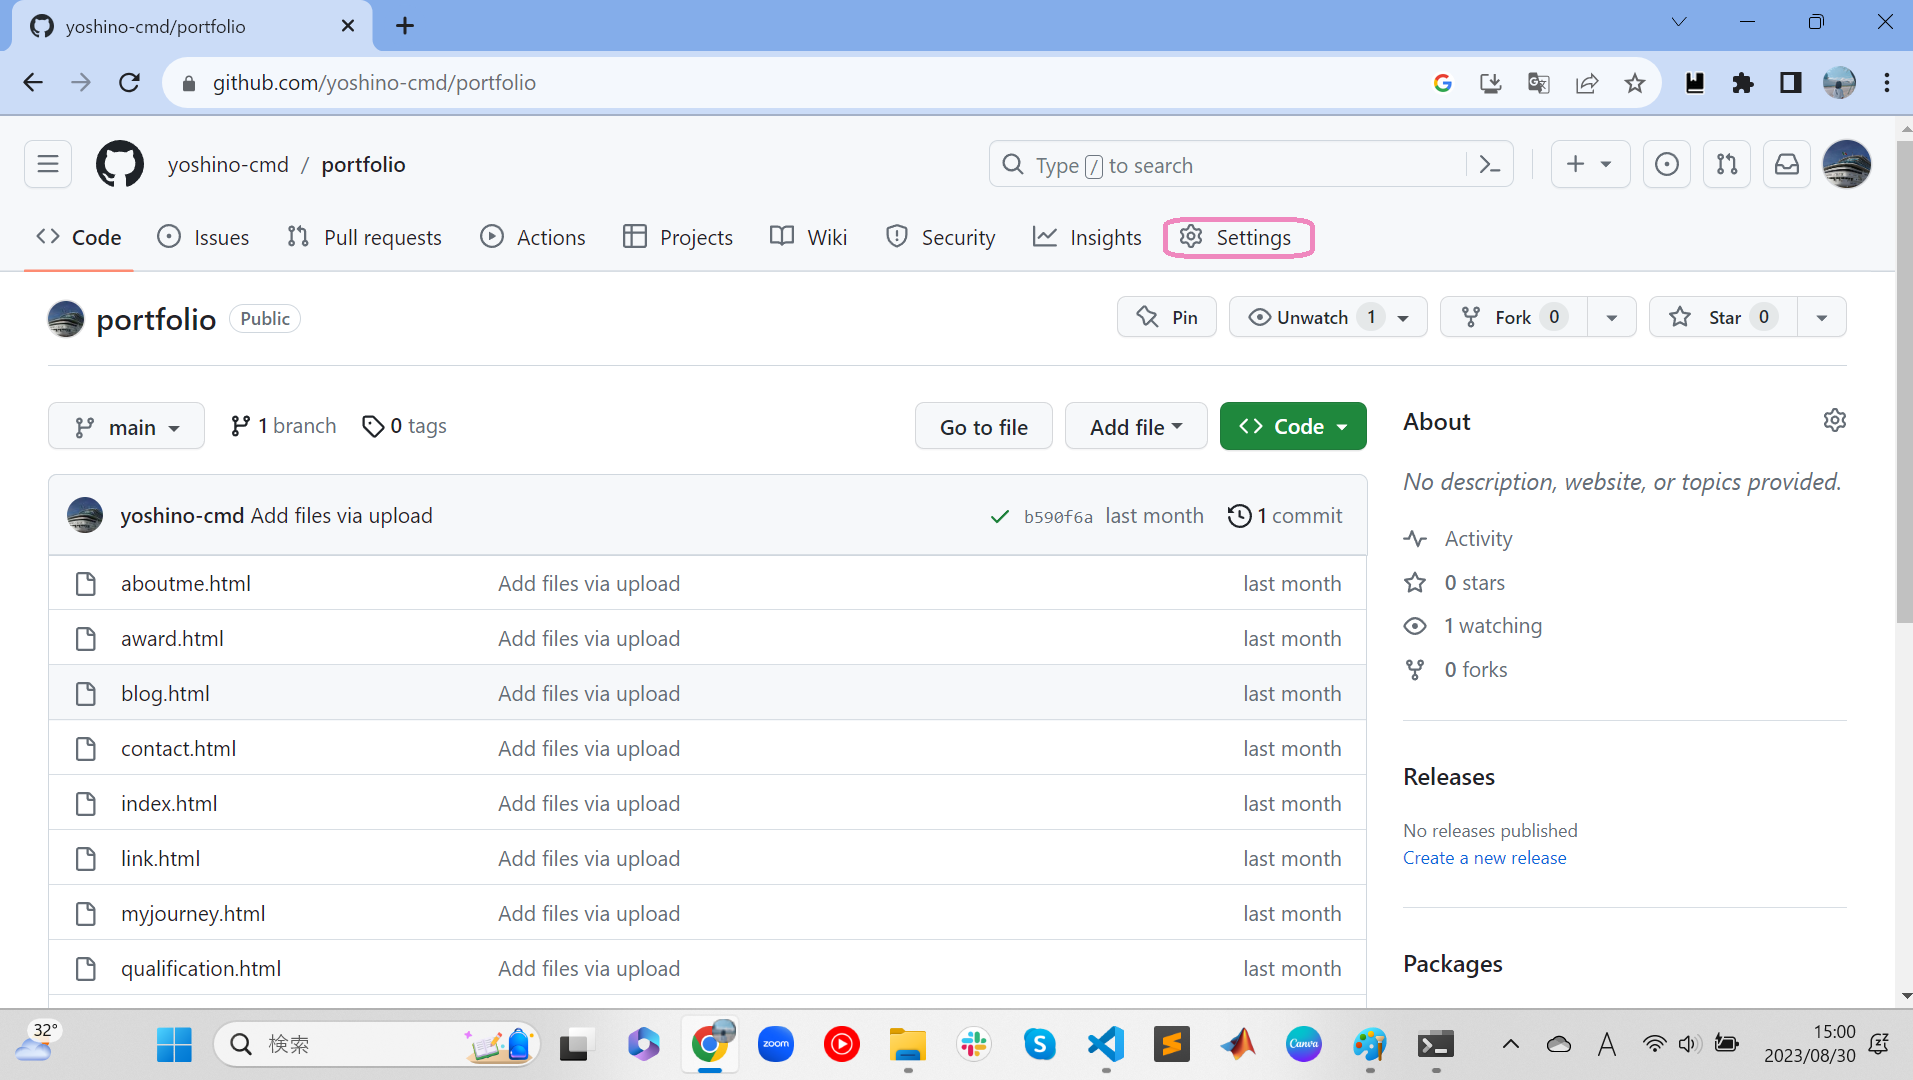 yoshino-cmd/portfolio
github.com/yoshino-cmd/portfolio
yoshino-cmd / portfolio
Type / to search
Code
Issues
Pull requests
Actions
Projects
Wiki
Security
Insights
Settings
portfolio Public
Pin
Unwatch 1
Fork 0
Star 0
main
1 branch
0 tags
Go to file
Add file
Code
yoshino-cmd Add files via upload
b590f6a last month
1 commit
aboutme.html Add files via upload last month
award.html Add files via upload last month
blog.html Add files via upload last month
contact.html Add files via upload last month
index.html Add files via upload last month
link.html Add files via upload last month
myjourney.html Add files via upload last month
qualification.html Add files via upload last month
About
No description, website, or topics provided.
Activity
0 stars
1 watching
0 forks
Releases
No releases published
Create a new release
Packages
32°
検索
zoom
Canva
A
15:00
2023/08/30